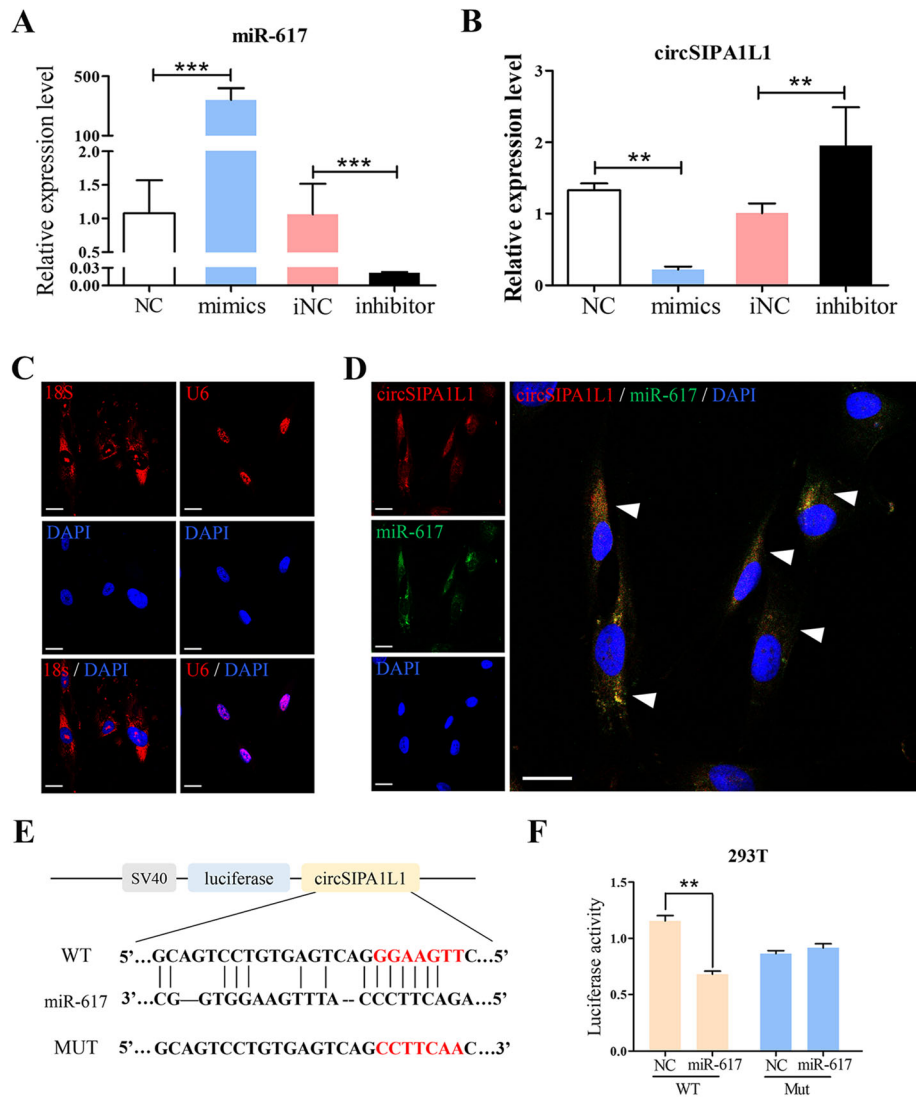 A
miR-617
Relative expression level
500
100
2.0
1.5
1.0
0.5
0.03
0.00
***
***
NC mimics iNC inhibitor
B
circSIPA1L1
Relative expression level
3
2
1
0
**
**
NC mimics iNC inhibitor
C
18S
U6
DAPI
DAPI
18s / DAPI
U6 / DAPI
D
circSIPA1L1
miR-617
DAPI
circSIPA1L1 / miR-617 / DAPI
E
SV40 luciferase circSIPA1L1
WT 5’…GCAGTCCTGTGAGTCAGGGAAGTTC…5’
miR-617 3’…CG—GTGGAAGTTTA -- CCCTTCAGA…5’
MUT 5’…GCAGTCCTGTGAGTCAGCCTTCAAC…3’
F
293T
Luciferase activity
1.5
1.0
0.5
0.0
**
NC miR-617 NC miR-617
WT Mut